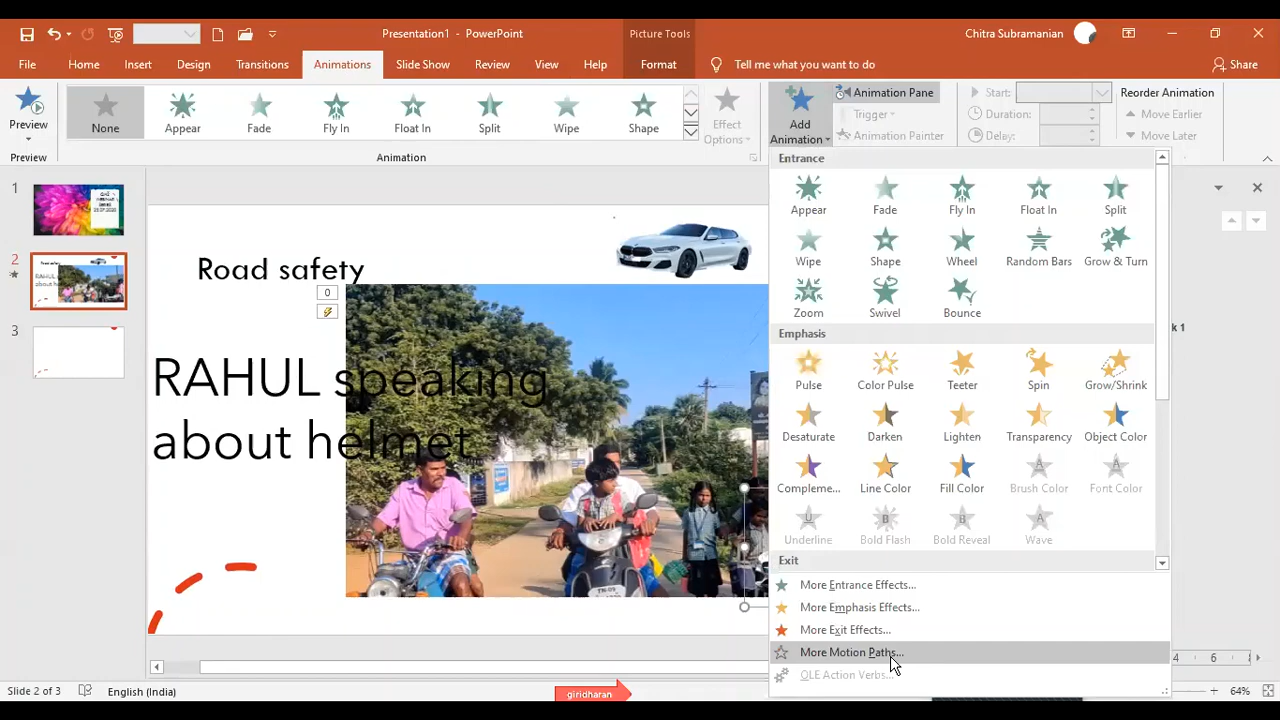 Presentation1 - PowerPoint
Picture Tools
Chitra Subramanian
File
Home
Insert
Design
Transitions
Animations
Slide Show
Review
View
Help
Format
Tell me what you want to do
Share
Preview
None
Appear
Fade
Fly In
Float In
Split
Wipe
Shape
Effect
Options
Add
Animation
Animation Pane
Trigger
Animation Painter
Start:
Duration:
Delay:
Reorder Animation
Move Earlier
Move Later
Preview
Animation
Entrance
Appear
Fade
Fly In
Float In
Split
Wipe
Shape
Wheel
Random Bars
Grow & Turn
Zoom
Swivel
Bounce
Emphasis
Pulse
Color Pulse
Teeter
Spin
Grow/Shrink
Desaturate
Darken
Lighten
Transparency
Object Color
Compleme...
Line Color
Fill Color
Brush Color
Font Color
Underline
Bold Flash
Bold Reveal
Wave
Exit
More Entrance Effects...
More Emphasis Effects...
More Exit Effects...
More Motion Paths...
OLE Action Verbs...
1
2
3
Road safety
0
RAHUL speaking
about helmet
k 1
4 6 8
Slide 2 of 3
English (India)
giridharan
64%